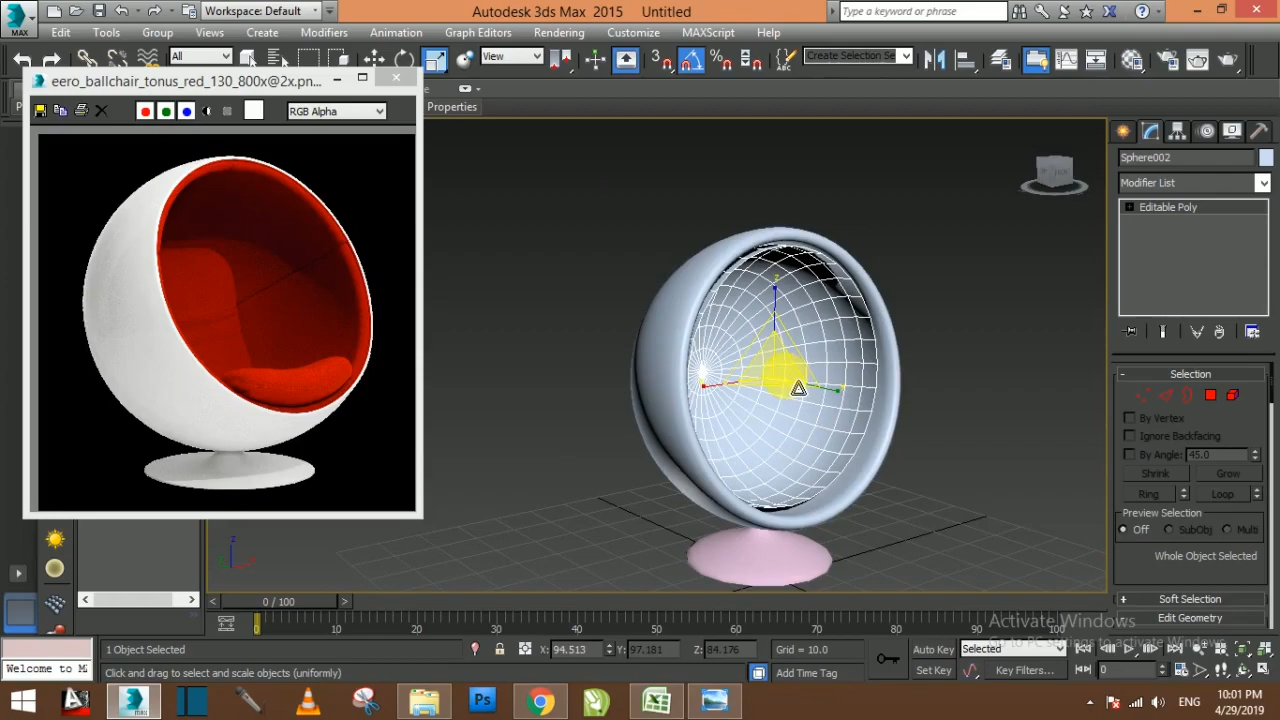 MAX
Workspace: Default
Autodesk 3ds Max 2015 Untitled
Type a keyword or phrase
Edit Tools Group Views Create Modifiers Animation Graph Editors Rendering Customize MAXScript Help
All
View
3
Create Selection Se
eero_ballchair_tonus_red_130_800x@2x.pn...
Properties
RGB Alpha
Sphere002
Modifier List
Editable Poly
z
Selection
By Vertex
Ignore Backfacing
By Angle: 45.0
Shrink Grow
Ring Loop
Preview Selection
Off SubObj Multi
Whole Object Selected
Soft Selection
Edit Geometry
z
0 / 100
0 10 20 30 40 50 60 70 80 90 100
Activate Windows
Go to PC settings to activate Windows.
1 Object Selected
X: 94.513 Y: 97.181 Z: 84.176 Grid = 10.0
Auto Key Selected
Welcome to M
Click and drag to select and scale objects (uniformly)
Add Time Tag
Set Key Key Filters... 0
MAX
Ps
ENG
10:01 PM
4/29/2019